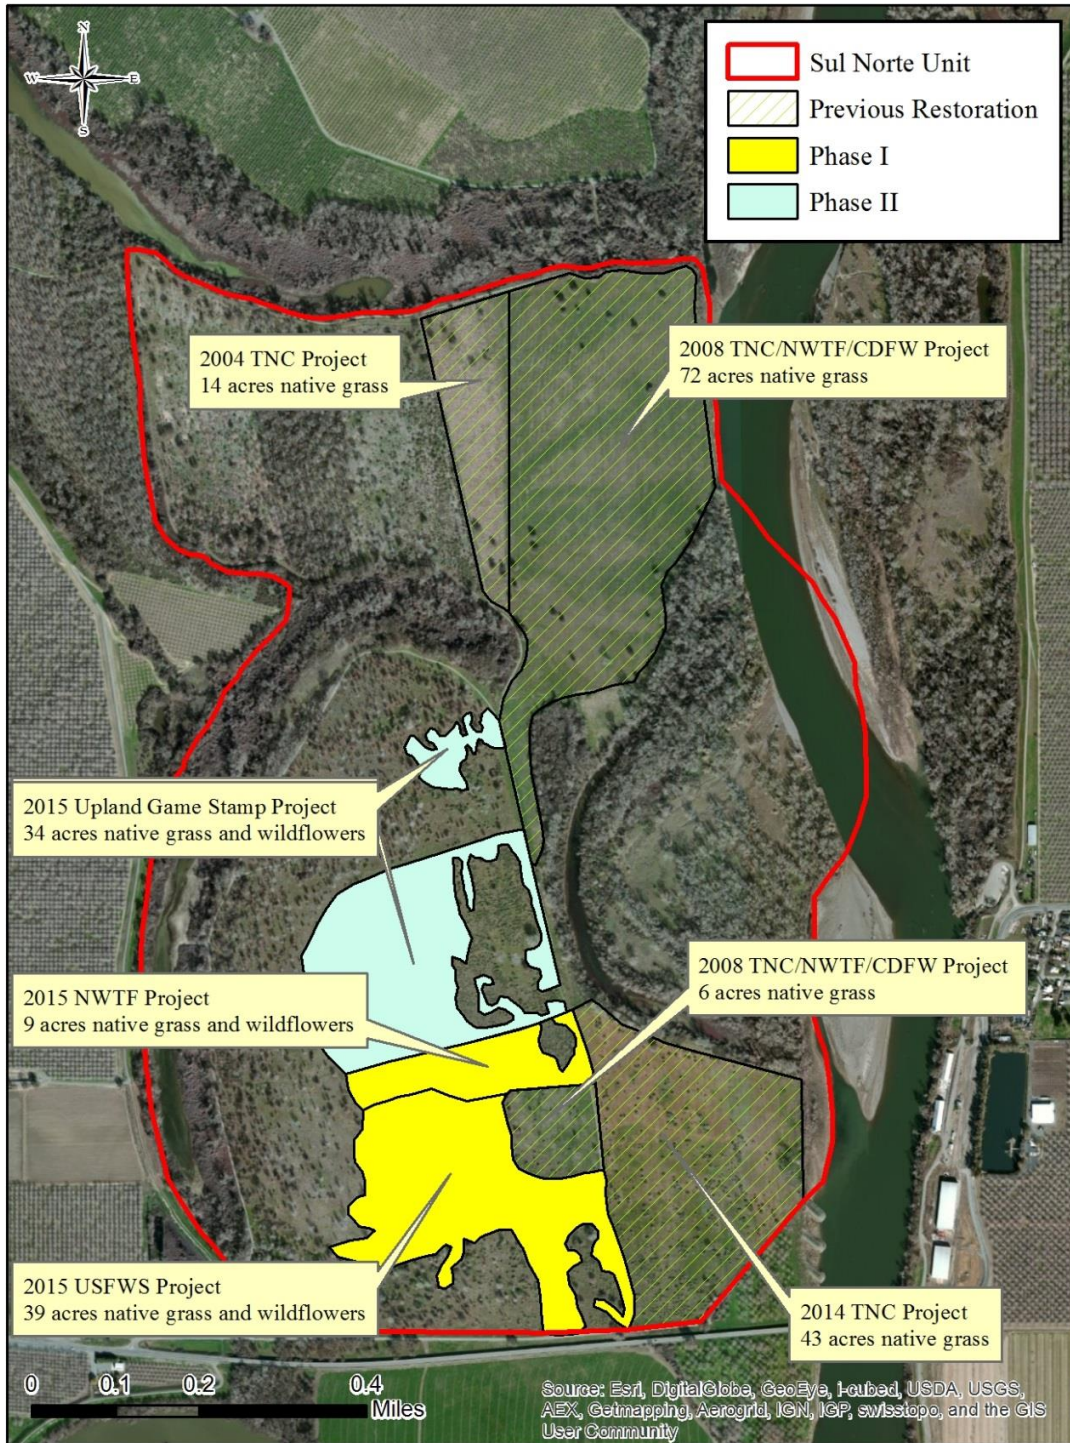 N
W E
S
Sul Norte Unit
Previous Restoration
Phase I
Phase II
2004 TNC Project
14 acres native grass
2008 TNC/NWTF/CDFW Project
72 acres native grass
2015 Upland Game Stamp Project
34 acres native grass and wildflowers
2008 TNC/NWTF/CDFW Project
6 acres native grass
2015 NWTF Project
9 acres native grass and wildflowers
2015 USFWS Project
39 acres native grass and wildflowers
2014 TNC Project
43 acres native grass
0 0.1 0.2 0.4
Miles
Source: Esri, DigitalGlobe, GeoEye, i-cubed, USDA, USGS,
AEX, Getmapping, Aerogrid, IGN, IGP, swisstopo, and the GIS
User Community